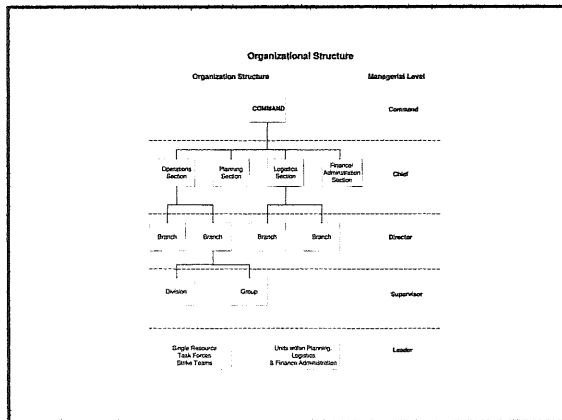 Organizational Structure
Organization Structure
Managerial Level
COMMAND
Command
Operations
Section
Planning
Section
Logistics
Section
Finance/
Administration
Section
Chief
Branch
Branch
Branch
Branch
Director
Division
Group
Supervisor
Single Resource
Task Forces
Strike Teams
Units within Planning,
Logistics,
& Finance Administration
Leader